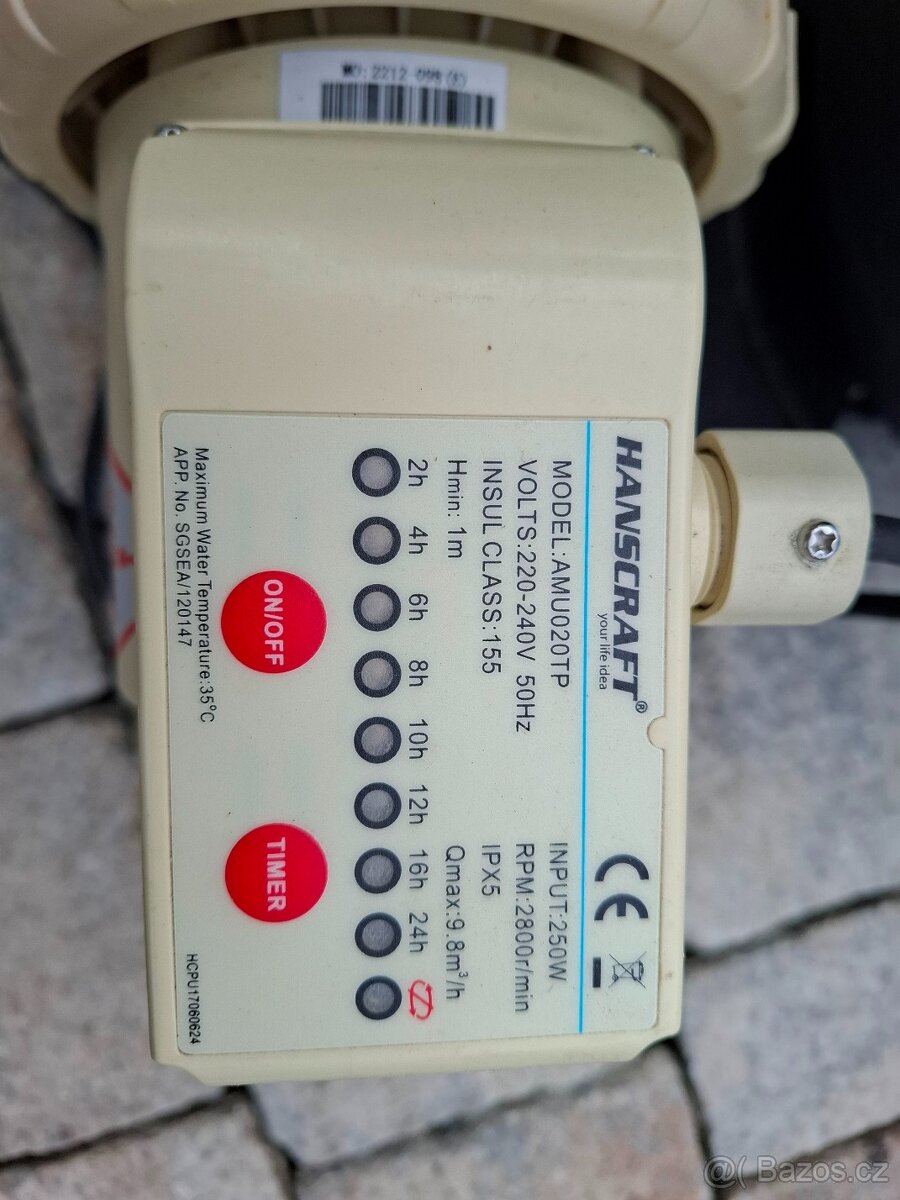 HANSCRAFT®
your life idea
CE
MODEL:AMU020TP INPUT:250W
VOLTS:220-240V 50Hz RPM:2800r/min
INSUL CLASS:155 IPX5
Hmin: 1m Qmax:9.8m³/h
2h 4h 6h 8h 10h 12h 16h 24h
ON/OFF TIMER
Maximum Water Temperature:35°C
APP. No. SGSEA/120147
HCPU17060624
@( Bazos.cz